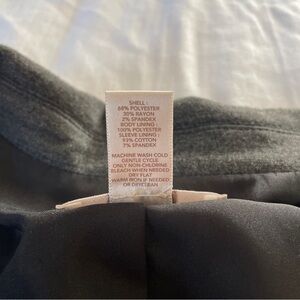 SHELL :
68% POLYESTER
30% RAYON
2% SPANDEX
BODY LINING :
100% POLYESTER
SLEEVE LINING :
93% COTTON
7% SPANDEX
MACHINE WASH COLD
GENTLE CYCLE
ONLY NON-CHLORINE
BLEACH WHEN NEEDED
DRY FLAT
WARM IRON IF NEEDED
OR DRYCLEAN